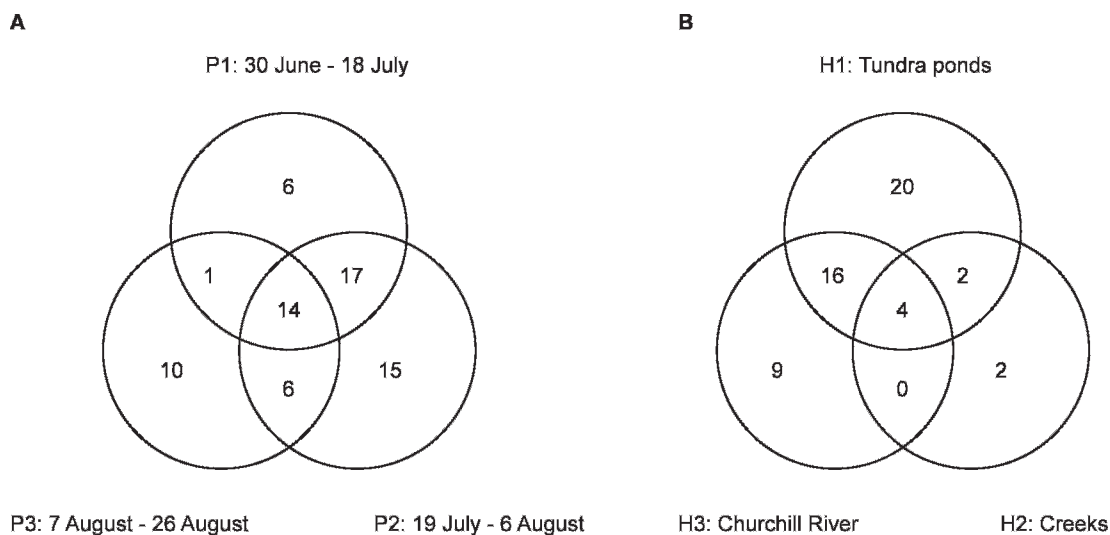 A
P1: 30 June - 18 July
6
1
17
14
10
6
15
P3: 7 August - 26 August
P2: 19 July - 6 August
B
H1: Tundra ponds
20
16
2
4
9
0
2
H3: Churchill River
H2: Creeks